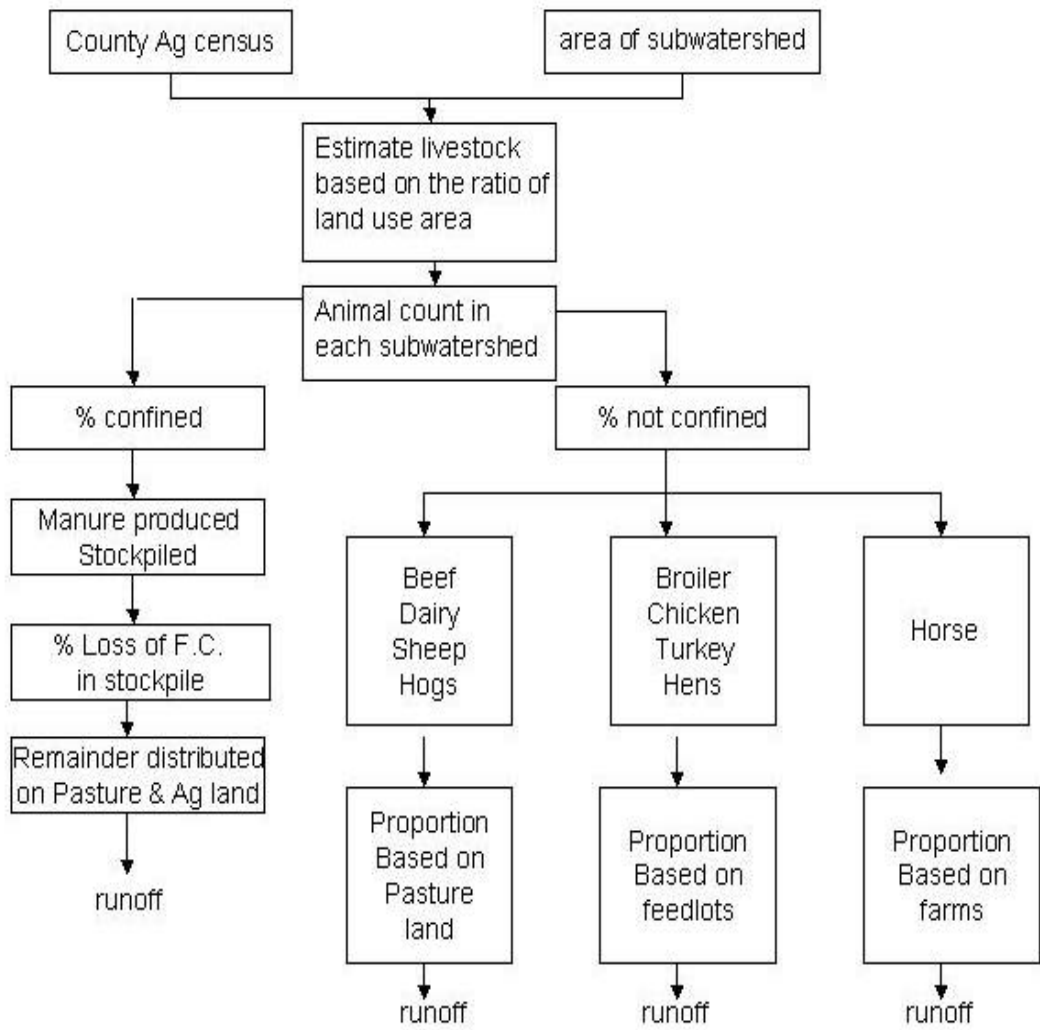 County Ag census
area of subwatershed
Estimate livestock
based on the ratio of
land use area
Animal count in
each subwatershed
% confined
% not confined
Manure produced
Stockpiled
% Loss of F.C.
in stockpile
Remainder distributed
on Pasture & Ag land
runoff
Beef
Dairy
Sheep
Hogs
Broiler
Chicken
Turkey
Hens
Horse
Proportion
Based on
Pasture
land
Proportion
Based on
feedlots
Proportion
Based on
farms
runoff
runoff
runoff